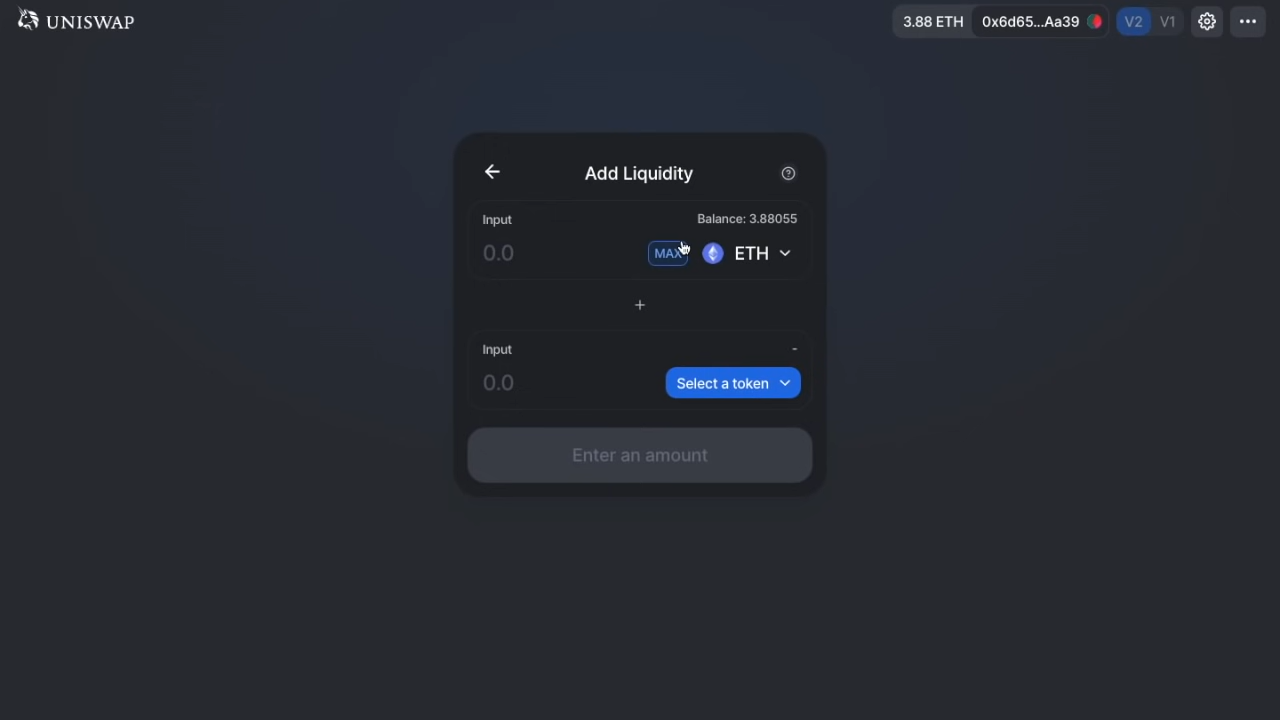 UNISWAP
3.88 ETH 0x6d65...Aa39 V2 V1
Add Liquidity
Input Balance: 3.88055
0.0 MAX ETH
+
Input -
0.0 Select a token
Enter an amount